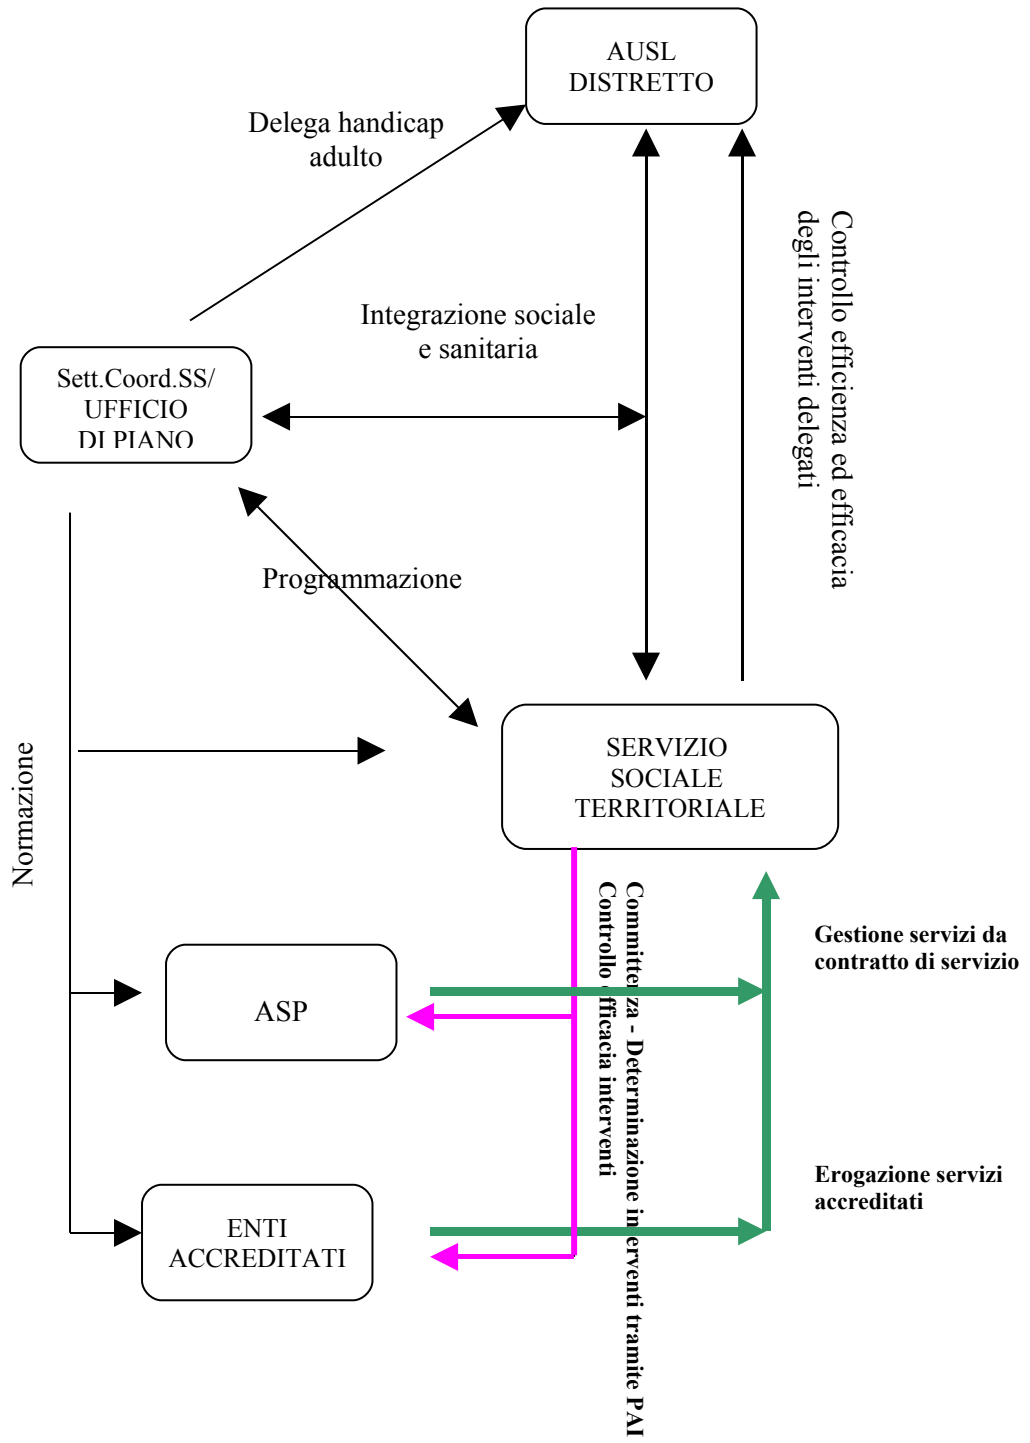 AUSL
DISTRETTO
Delega handicap
adulto
Controllo efficienza ed efficacia
degli interventi delegati
Integrazione sociale
e sanitaria
Sett.Coord.SS/
UFFICIO
DI PIANO
Programmazione
Normazione
SERVIZIO
SOCIALE
TERRITORIALE
Committenza - Determinazione interventi tramite PAI
Controllo efficacia interventi
Gestione servizi da
contratto di servizio
ASP
Erogazione servizi
accreditati
ENTI
ACCREDITATI